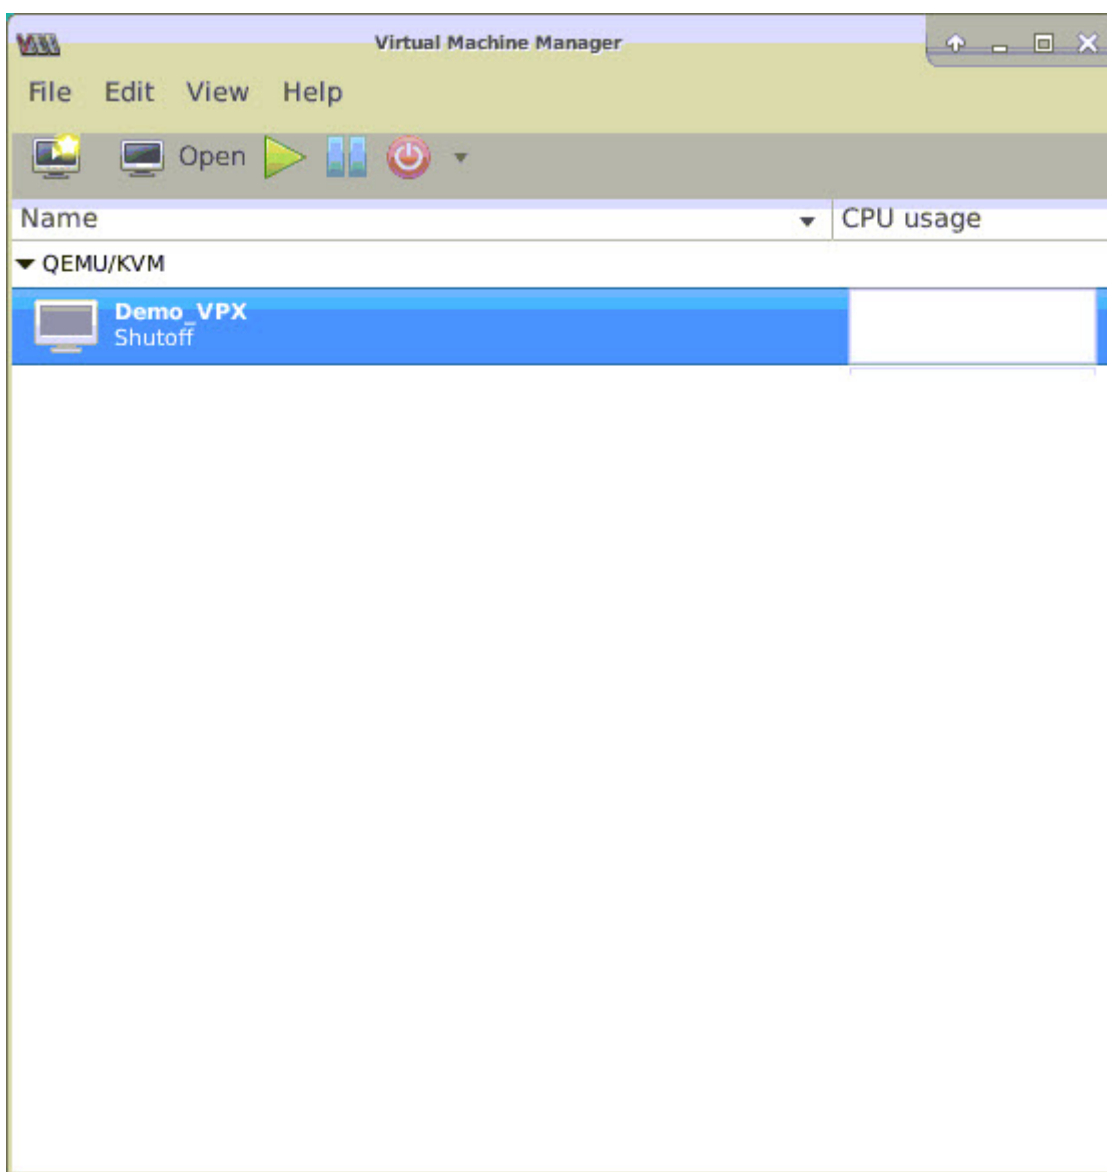 Virtual Machine Manager
File Edit View Help
Open
Name CPU usage
QEMU/KVM
Demo_VPX
Shutoff